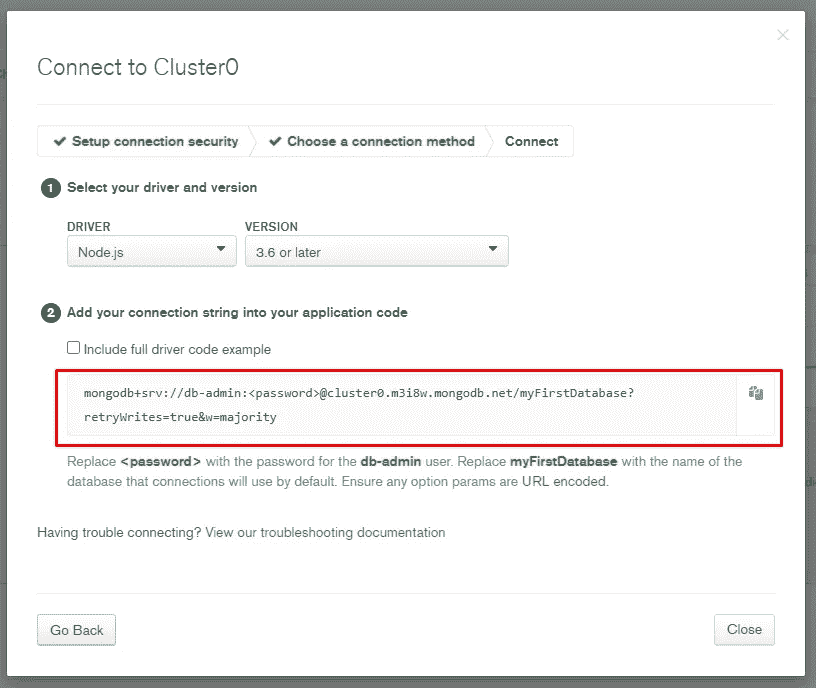 Connect to Cluster0
✔ Setup connection security ✔ Choose a connection method Connect
1 Select your driver and version
DRIVER VERSION
Node.js 3.6 or later
2 Add your connection string into your application code
Include full driver code example
mongodb+srv://db-admin:<password>@cluster0.m3i8w.mongodb.net/myFirstDatabase?
retryWrites=true&w=majority
Replace <password> with the password for the db-admin user. Replace myFirstDatabase with the name of the
database that connections will use by default. Ensure any option params are URL encoded.
Having trouble connecting? View our troubleshooting documentation
Go Back Close